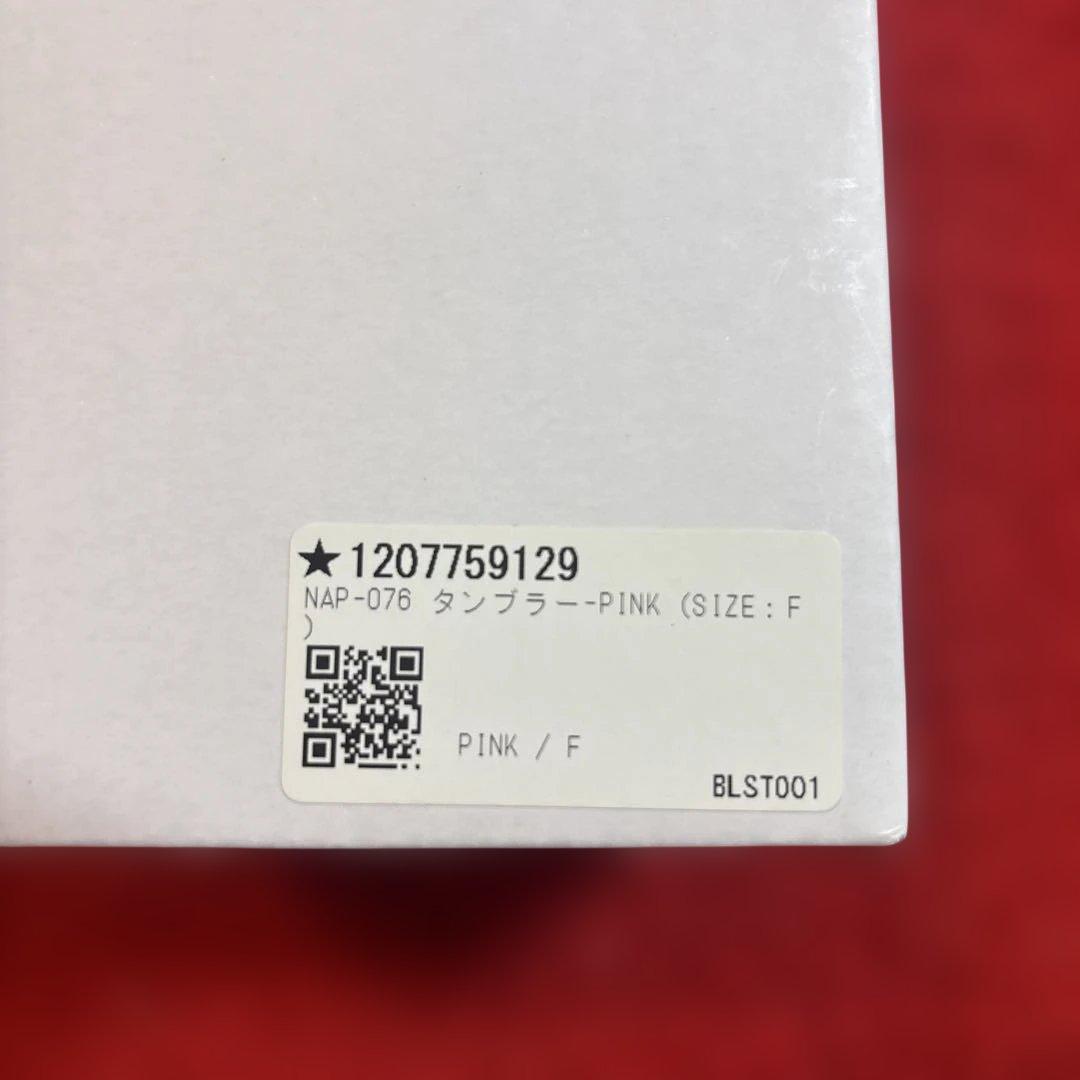 ★1207759129
NAP-076 タンブラー-PINK (SIZE:F
)
PINK / F
BLST001